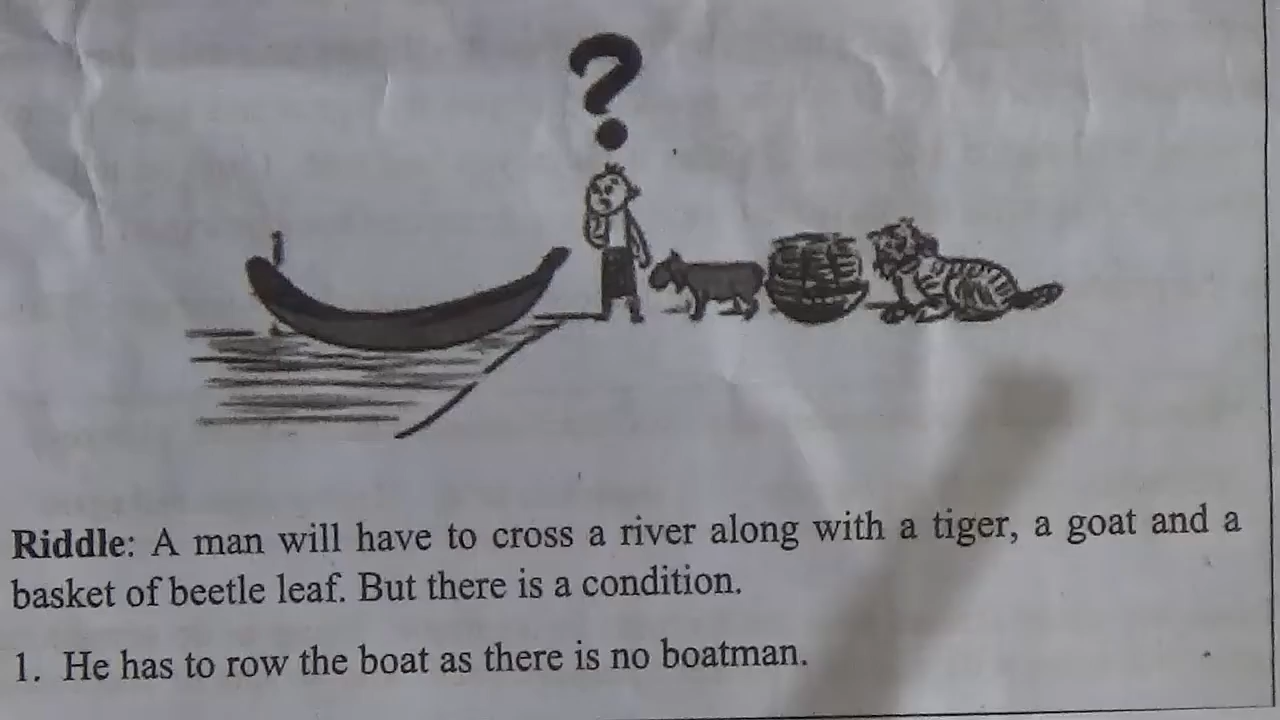 ?
Riddle: A man will have to cross a river along with a tiger, a goat and a
basket of beetle leaf. But there is a condition.
1. He has to row the boat as there is no boatman.